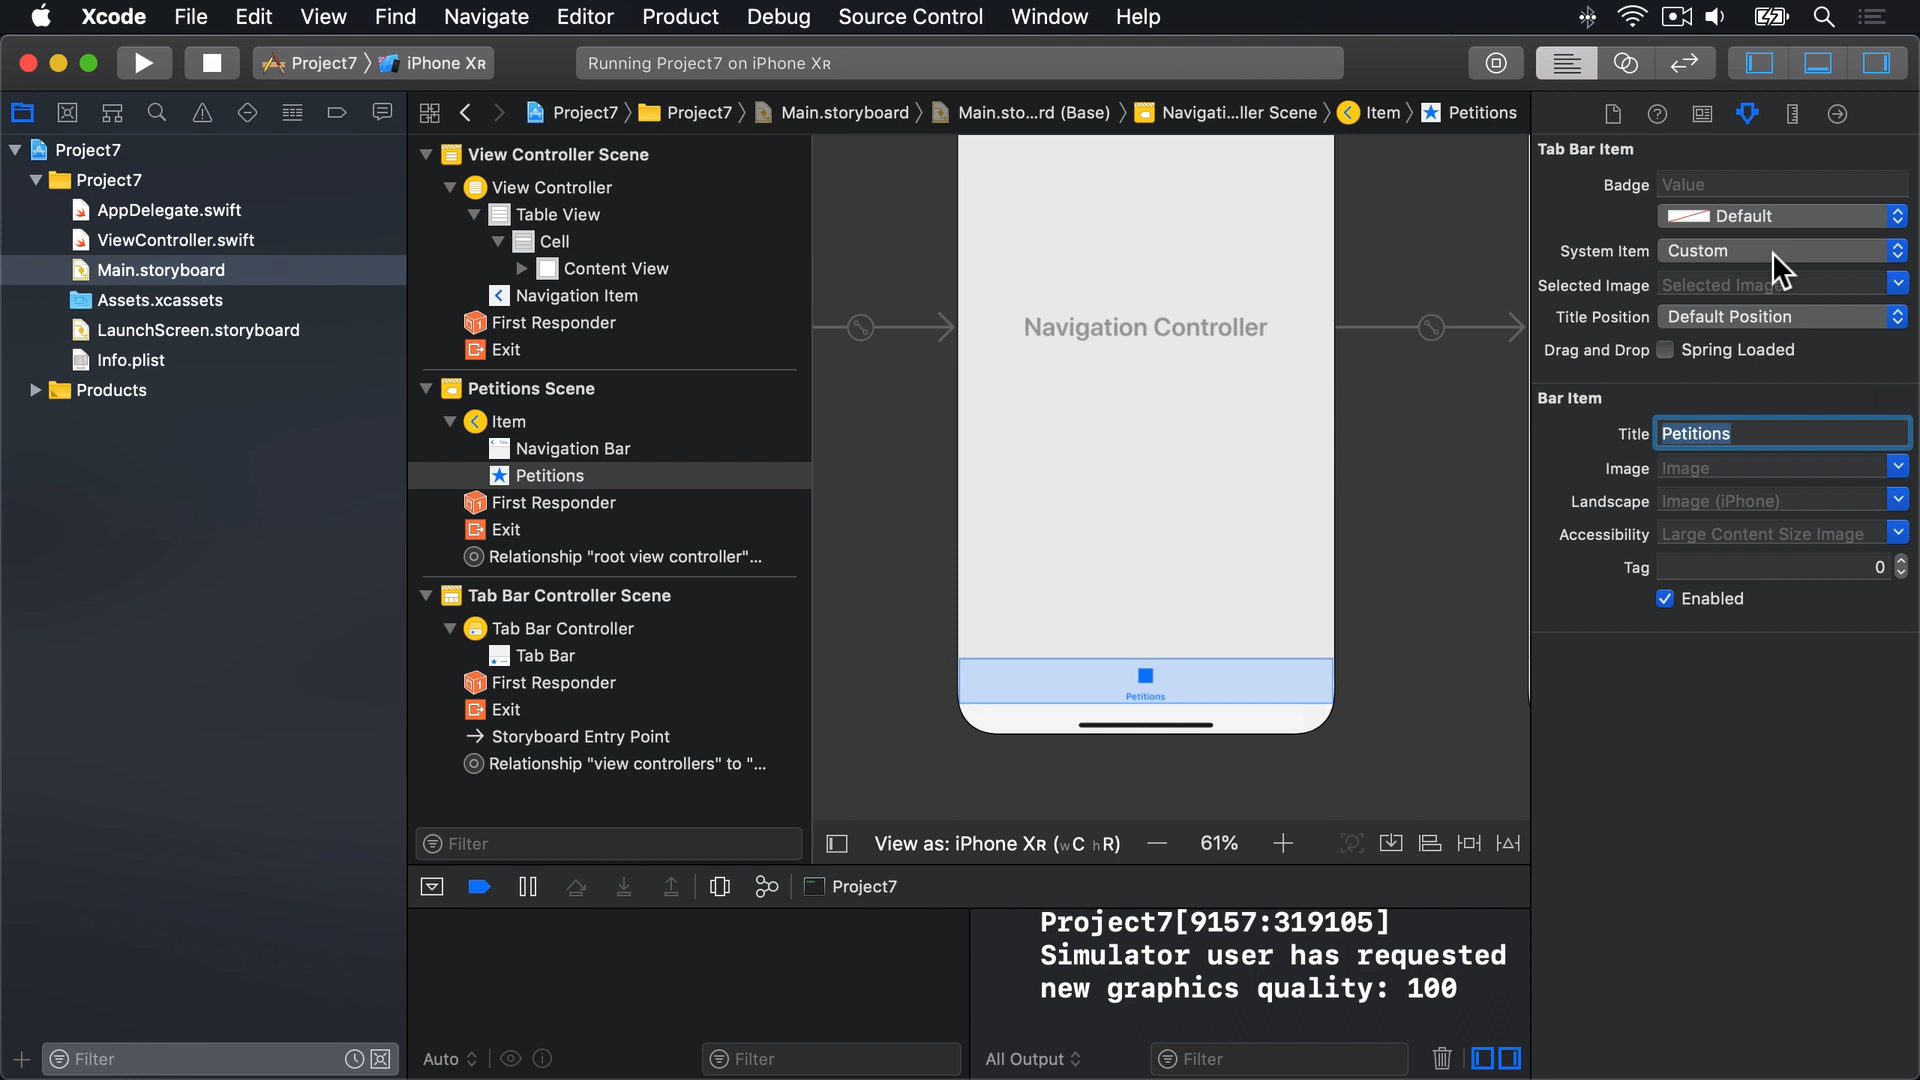 Xcode File Edit View Find Navigate Editor Product Debug Source Control Window Help
Project7 iPhone XR
Running Project7 on iPhone XR
Project7 Project7 Main.storyboard Main.sto...rd (Base) Navigati...ller Scene Item Petitions
Project7
Project7
AppDelegate.swift
ViewController.swift
Main.storyboard
Assets.xcassets
LaunchScreen.storyboard
Info.plist
Products
Filter
View Controller Scene
View Controller
Table View
Cell
Content View
Navigation Item
First Responder
Exit
Petitions Scene
Item
Navigation Bar
Petitions
First Responder
Exit
Relationship "root view controller"...
Tab Bar Controller Scene
Tab Bar Controller
Tab Bar
First Responder
Exit
Storyboard Entry Point
Relationship "view controllers" to "...
Filter
Navigation Controller
Petitions
View as: iPhone XR (wC hR) 61%
Project7
Project7[9157:319105]
Simulator user has requested
new graphics quality: 100
Auto
Filter
All Output
Filter
Tab Bar Item
Badge Value
Default
System Item Custom
Selected Image Selected Image
Title Position Default Position
Drag and Drop Spring Loaded
Bar Item
Title Petitions
Image Image
Landscape Image (iPhone)
Accessibility Large Content Size Image
Tag 0
Enabled